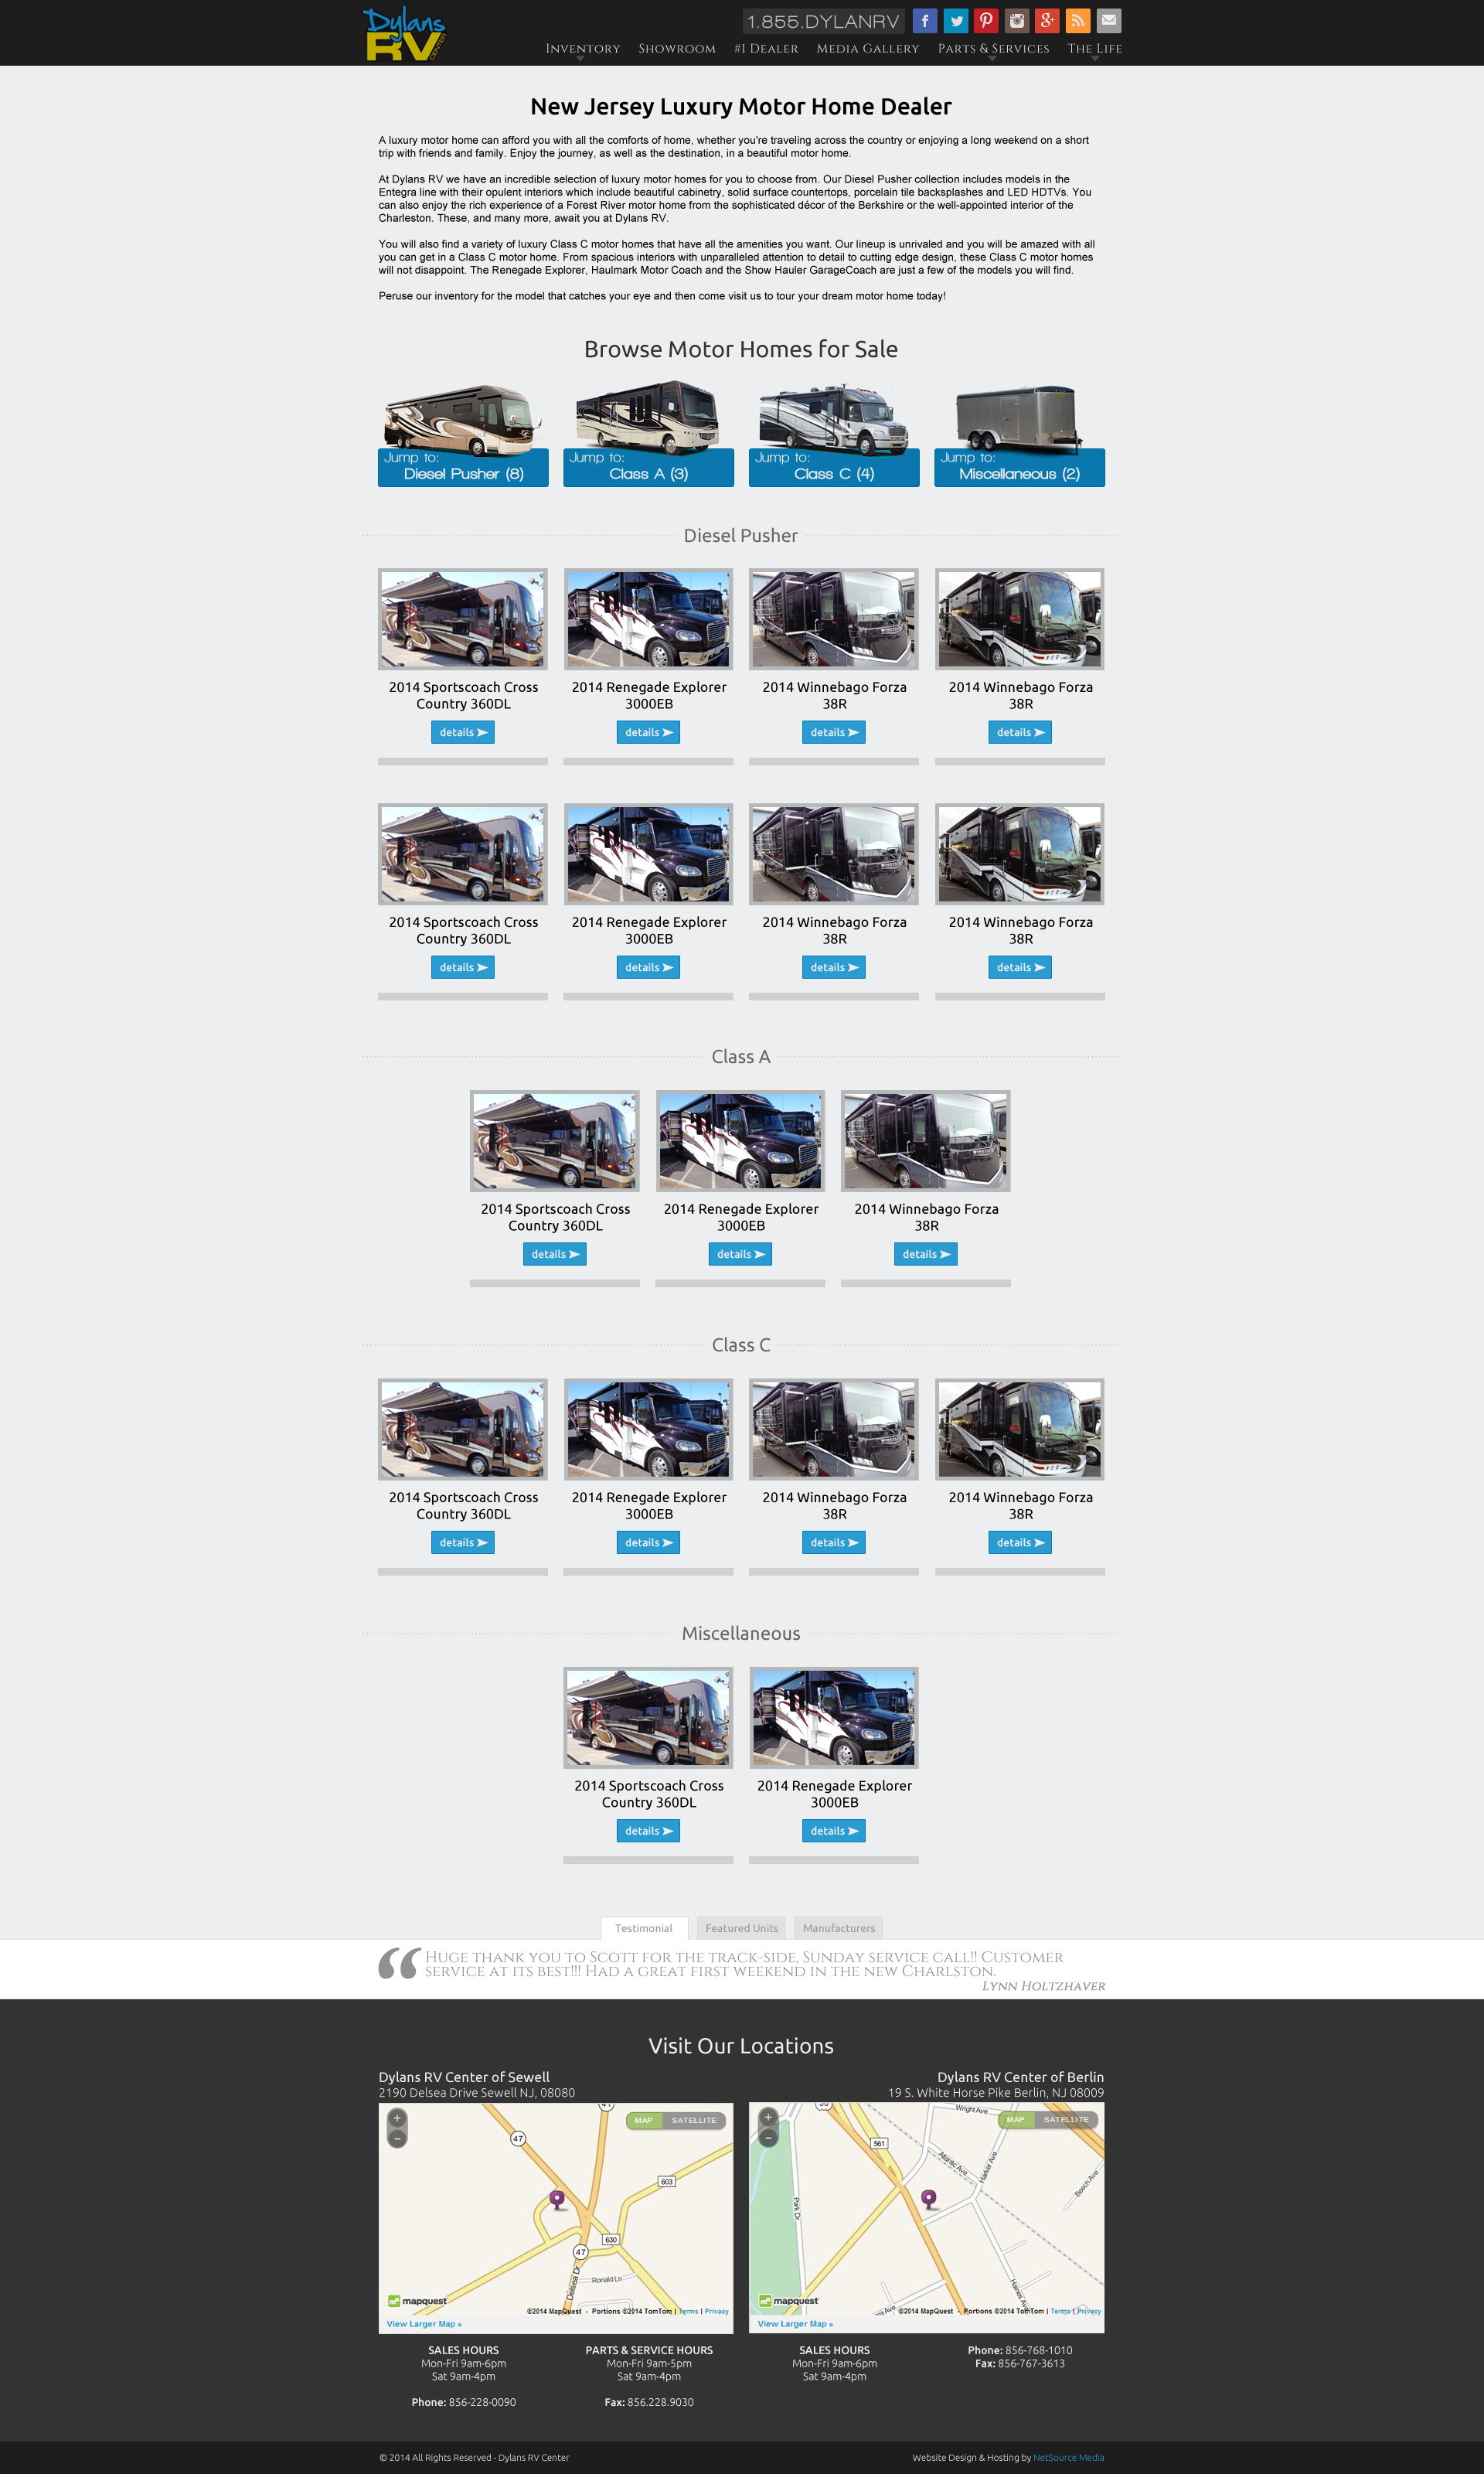 Dylans
RV
CENTER
1.855.DYLANRV
Inventory Showroom #1 Dealer Media Gallery Parts & Services The Life
New Jersey Luxury Motor Home Dealer
A luxury motor home can afford you with all the comforts of home, whether you're traveling across the country or enjoying a long weekend on a short
trip with friends and family. Enjoy the journey, as well as the destination, in a beautiful motor home.
At Dylans RV we have an incredible selection of luxury motor homes for you to choose from. Our Diesel Pusher collection includes models in the
Entegra line with their opulent interiors which include beautiful cabinetry, solid surface countertops, porcelain tile backsplashes and LED HDTVs. You
can also enjoy the rich experience of a Forest River motor home from the sophisticated décor of the Berkshire or the well-appointed interior of the
Charleston. These, and many more, await you at Dylans RV.
You will also find a variety of luxury Class C motor homes that have all the amenities you want. Our lineup is unrivaled and you will be amazed with all
you can get in a Class C motor home. From spacious interiors with unparalleled attention to detail to cutting edge design, these Class C motor homes
will not disappoint. The Renegade Explorer, Haulmark Motor Coach and the Show Hauler GarageCoach are just a few of the models you will find.
Peruse our inventory for the model that catches your eye and then come visit us to tour your dream motor home today!
Browse Motor Homes for Sale
Jump to: Jump to: Jump to: Jump to:
Diesel Pusher (8) Class A (3) Class C (4) Miscellaneous (2)
Diesel Pusher
2014 Sportscoach Cross 2014 Renegade Explorer 2014 Winnebago Forza 2014 Winnebago Forza
Country 360DL 3000EB 38R 38R
details details details details
2014 Sportscoach Cross 2014 Renegade Explorer 2014 Winnebago Forza 2014 Winnebago Forza
Country 360DL 3000EB 38R 38R
details details details details
Class A
2014 Sportscoach Cross 2014 Renegade Explorer 2014 Winnebago Forza
Country 360DL 3000EB 38R
details details details
Class C
2014 Sportscoach Cross 2014 Renegade Explorer 2014 Winnebago Forza 2014 Winnebago Forza
Country 360DL 3000EB 38R 38R
details details details details
Miscellaneous
2014 Sportscoach Cross 2014 Renegade Explorer
Country 360DL 3000EB
details details
Testimonial Featured Units Manufacturers
Huge thank you to Scott for the track-side, Sunday service call!! Customer
service at its best!!! Had a great first weekend in the new Charlston.
Lynn Holtzhaver
Visit Our Locations
Dylans RV Center of Sewell
2190 Delsea Drive Sewell NJ, 08080
MAP SATELLITE
47
47
603
630
47
Delsea Dr
Ronald Ln
mapquest
©2014 MapQuest - Portions ©2014 TomTom | Terms | Privacy
View Larger Map »
Dylans RV Center of Berlin
19 S. White Horse Pike Berlin, NJ 08009
MAP SATELLITE
30
Wright Ave
561
Atlantic Ave
Harker Ave
Beech Ave
Park Dr
Haines Ave
mapquest
©2014 MapQuest - Portions ©2014 TomTom | Terms | Privacy
View Larger Map »
SALES HOURS
Mon-Fri 9am-6pm
Sat 9am-4pm
Phone: 856-228-0090
PARTS & SERVICE HOURS
Mon-Fri 9am-5pm
Sat 9am-4pm
Fax: 856.228.9030
SALES HOURS
Mon-Fri 9am-6pm
Sat 9am-4pm
Phone: 856-768-1010
Fax: 856-767-3613
© 2014 All Rights Reserved - Dylans RV Center
Website Design & Hosting by NetSource Media